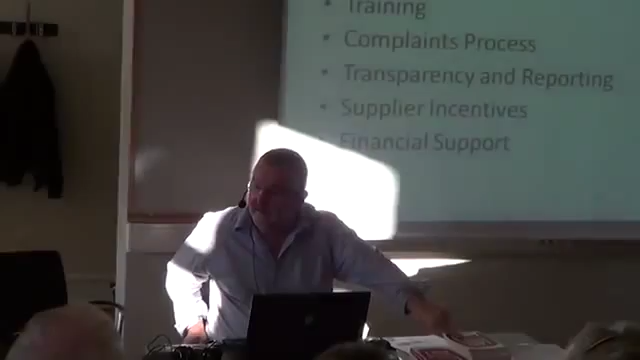 • Training
• Complaints Process
• Transparency and Reporting
• Supplier Incentives
Financial Support